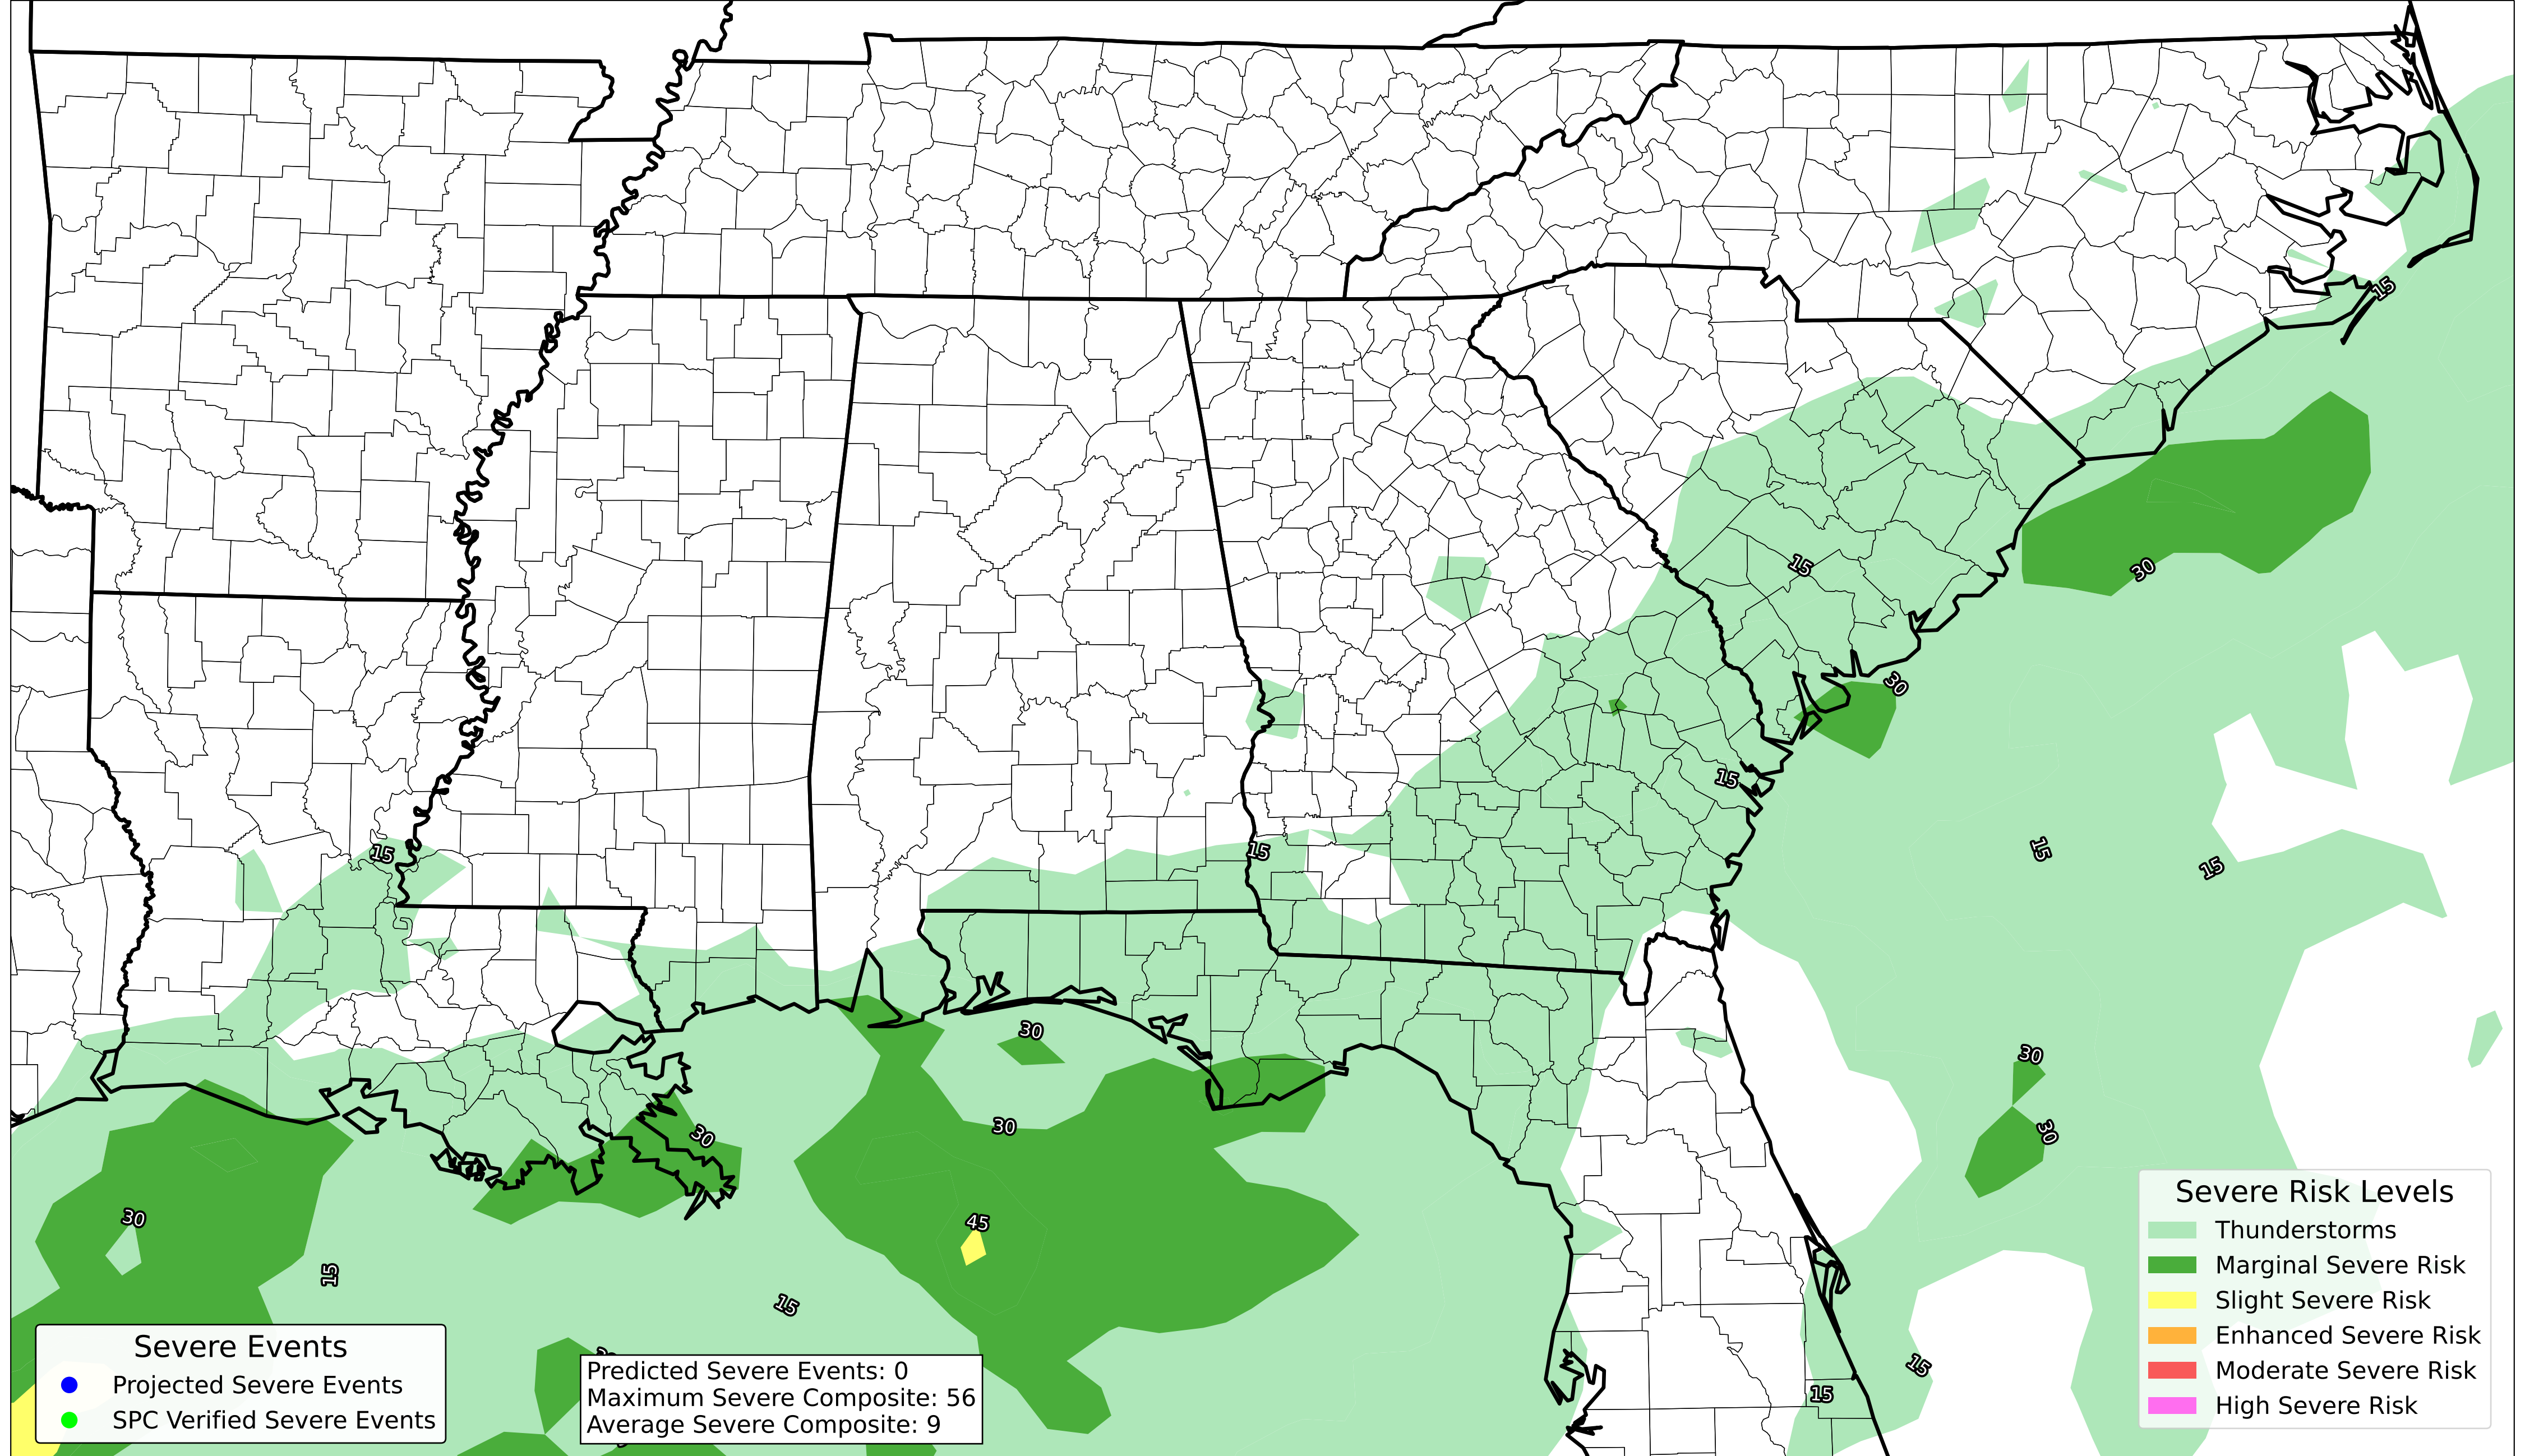 15
15
30
15
30
15
15
15
15
15
30
30
30
30
30
30
45
15
15
15
15
Severe Risk Levels
Thunderstorms
Marginal Severe Risk
Slight Severe Risk
Enhanced Severe Risk
Moderate Severe Risk
High Severe Risk
Severe Events
Projected Severe Events
SPC Verified Severe Events
Predicted Severe Events: 0
Maximum Severe Composite: 56
Average Severe Composite: 9